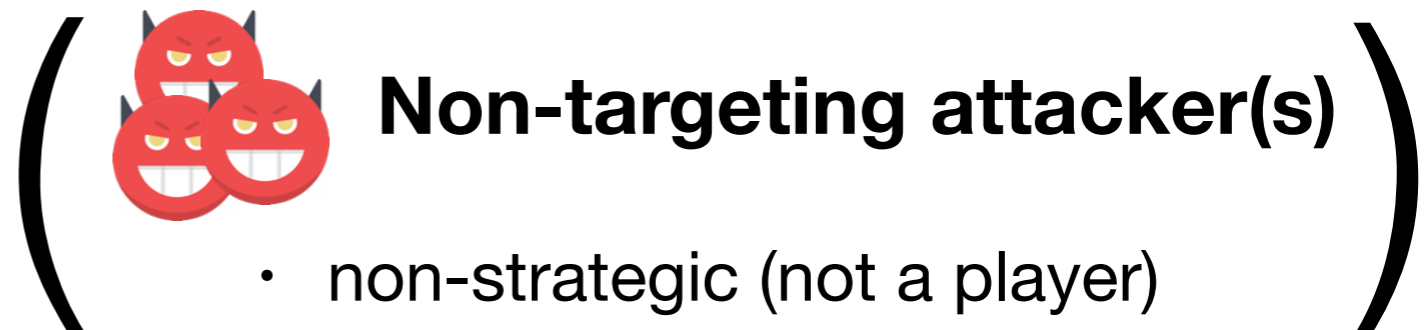 ( Non-targeting attacker(s) )
· non-strategic (not a player)